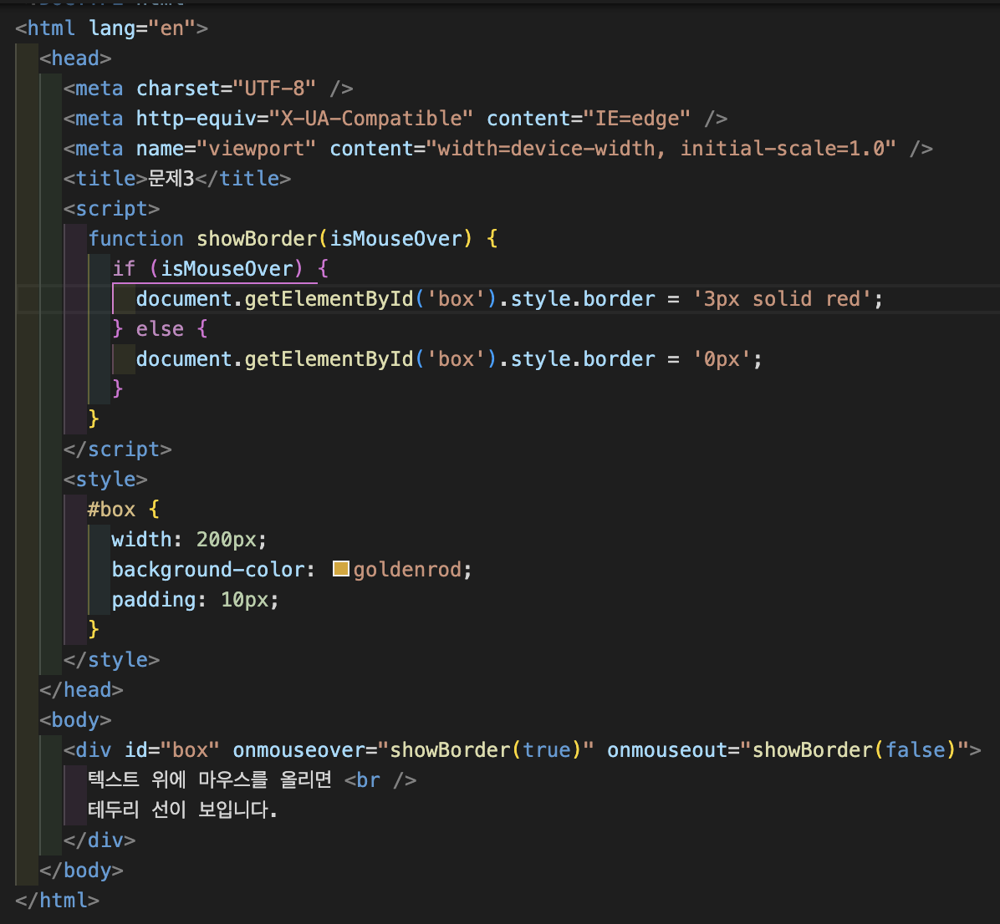 <html lang="en">
<head>
<meta charset="UTF-8" />
<meta http-equiv="X-UA-Compatible" content="IE=edge" />
<meta name="viewport" content="width=device-width, initial-scale=1.0" />
<title>문제3</title>
<script>
function showBorder(isMouseOver) {
if (isMouseOver) {
document.getElementById('box').style.border = '3px solid red';
} else {
document.getElementById('box').style.border = '0px';
}
}
</script>
<style>
#box {
width: 200px;
background-color: goldenrod;
padding: 10px;
}
</style>
</head>
<body>
<div id="box" onmouseover="showBorder(true)" onmouseout="showBorder(false)">
텍스트 위에 마우스를 올리면 <br />
테두리 선이 보입니다.
</div>
</body>
</html>